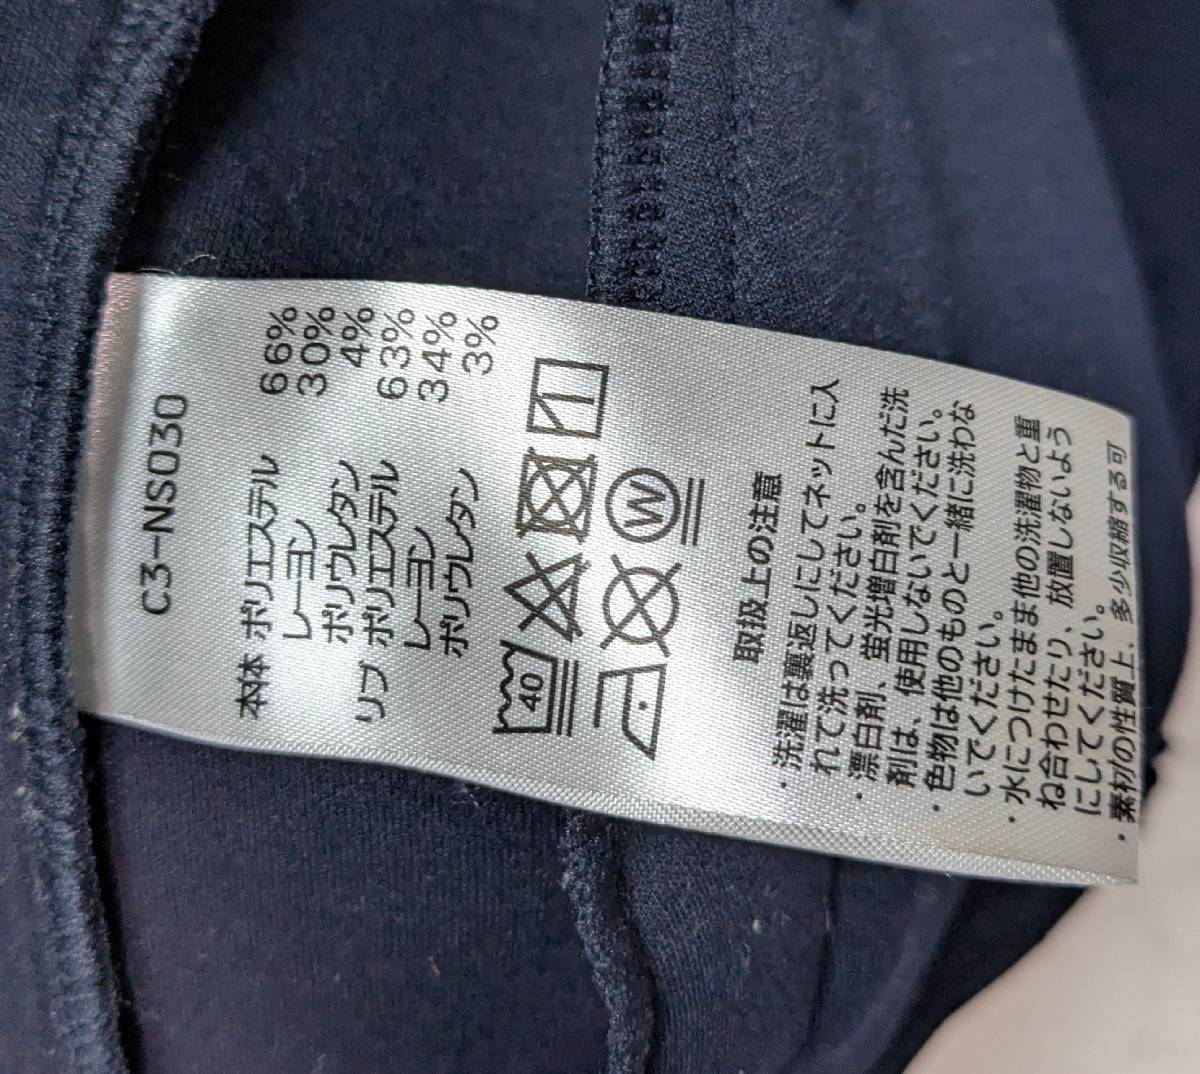 C3-NS030
本体 ポリエステル 66%
レーヨン 30%
ポリウレタン 4%
リブ ポリエステル 63%
レーヨン 34%
ポリウレタン 3%
40
W
取扱上の注意
・洗濯は裏返しにしてネットに入
れて洗ってください。
・漂白剤、蛍光増白剤を含んだ洗
剤は、使用しないでください。
・色物は他のものと一緒に洗わな
いでください。
・水につけたまま他の洗濯物と重
ね合わせたり、放置しないよう
にしてください。
・素材の性質上、多少収縮する可